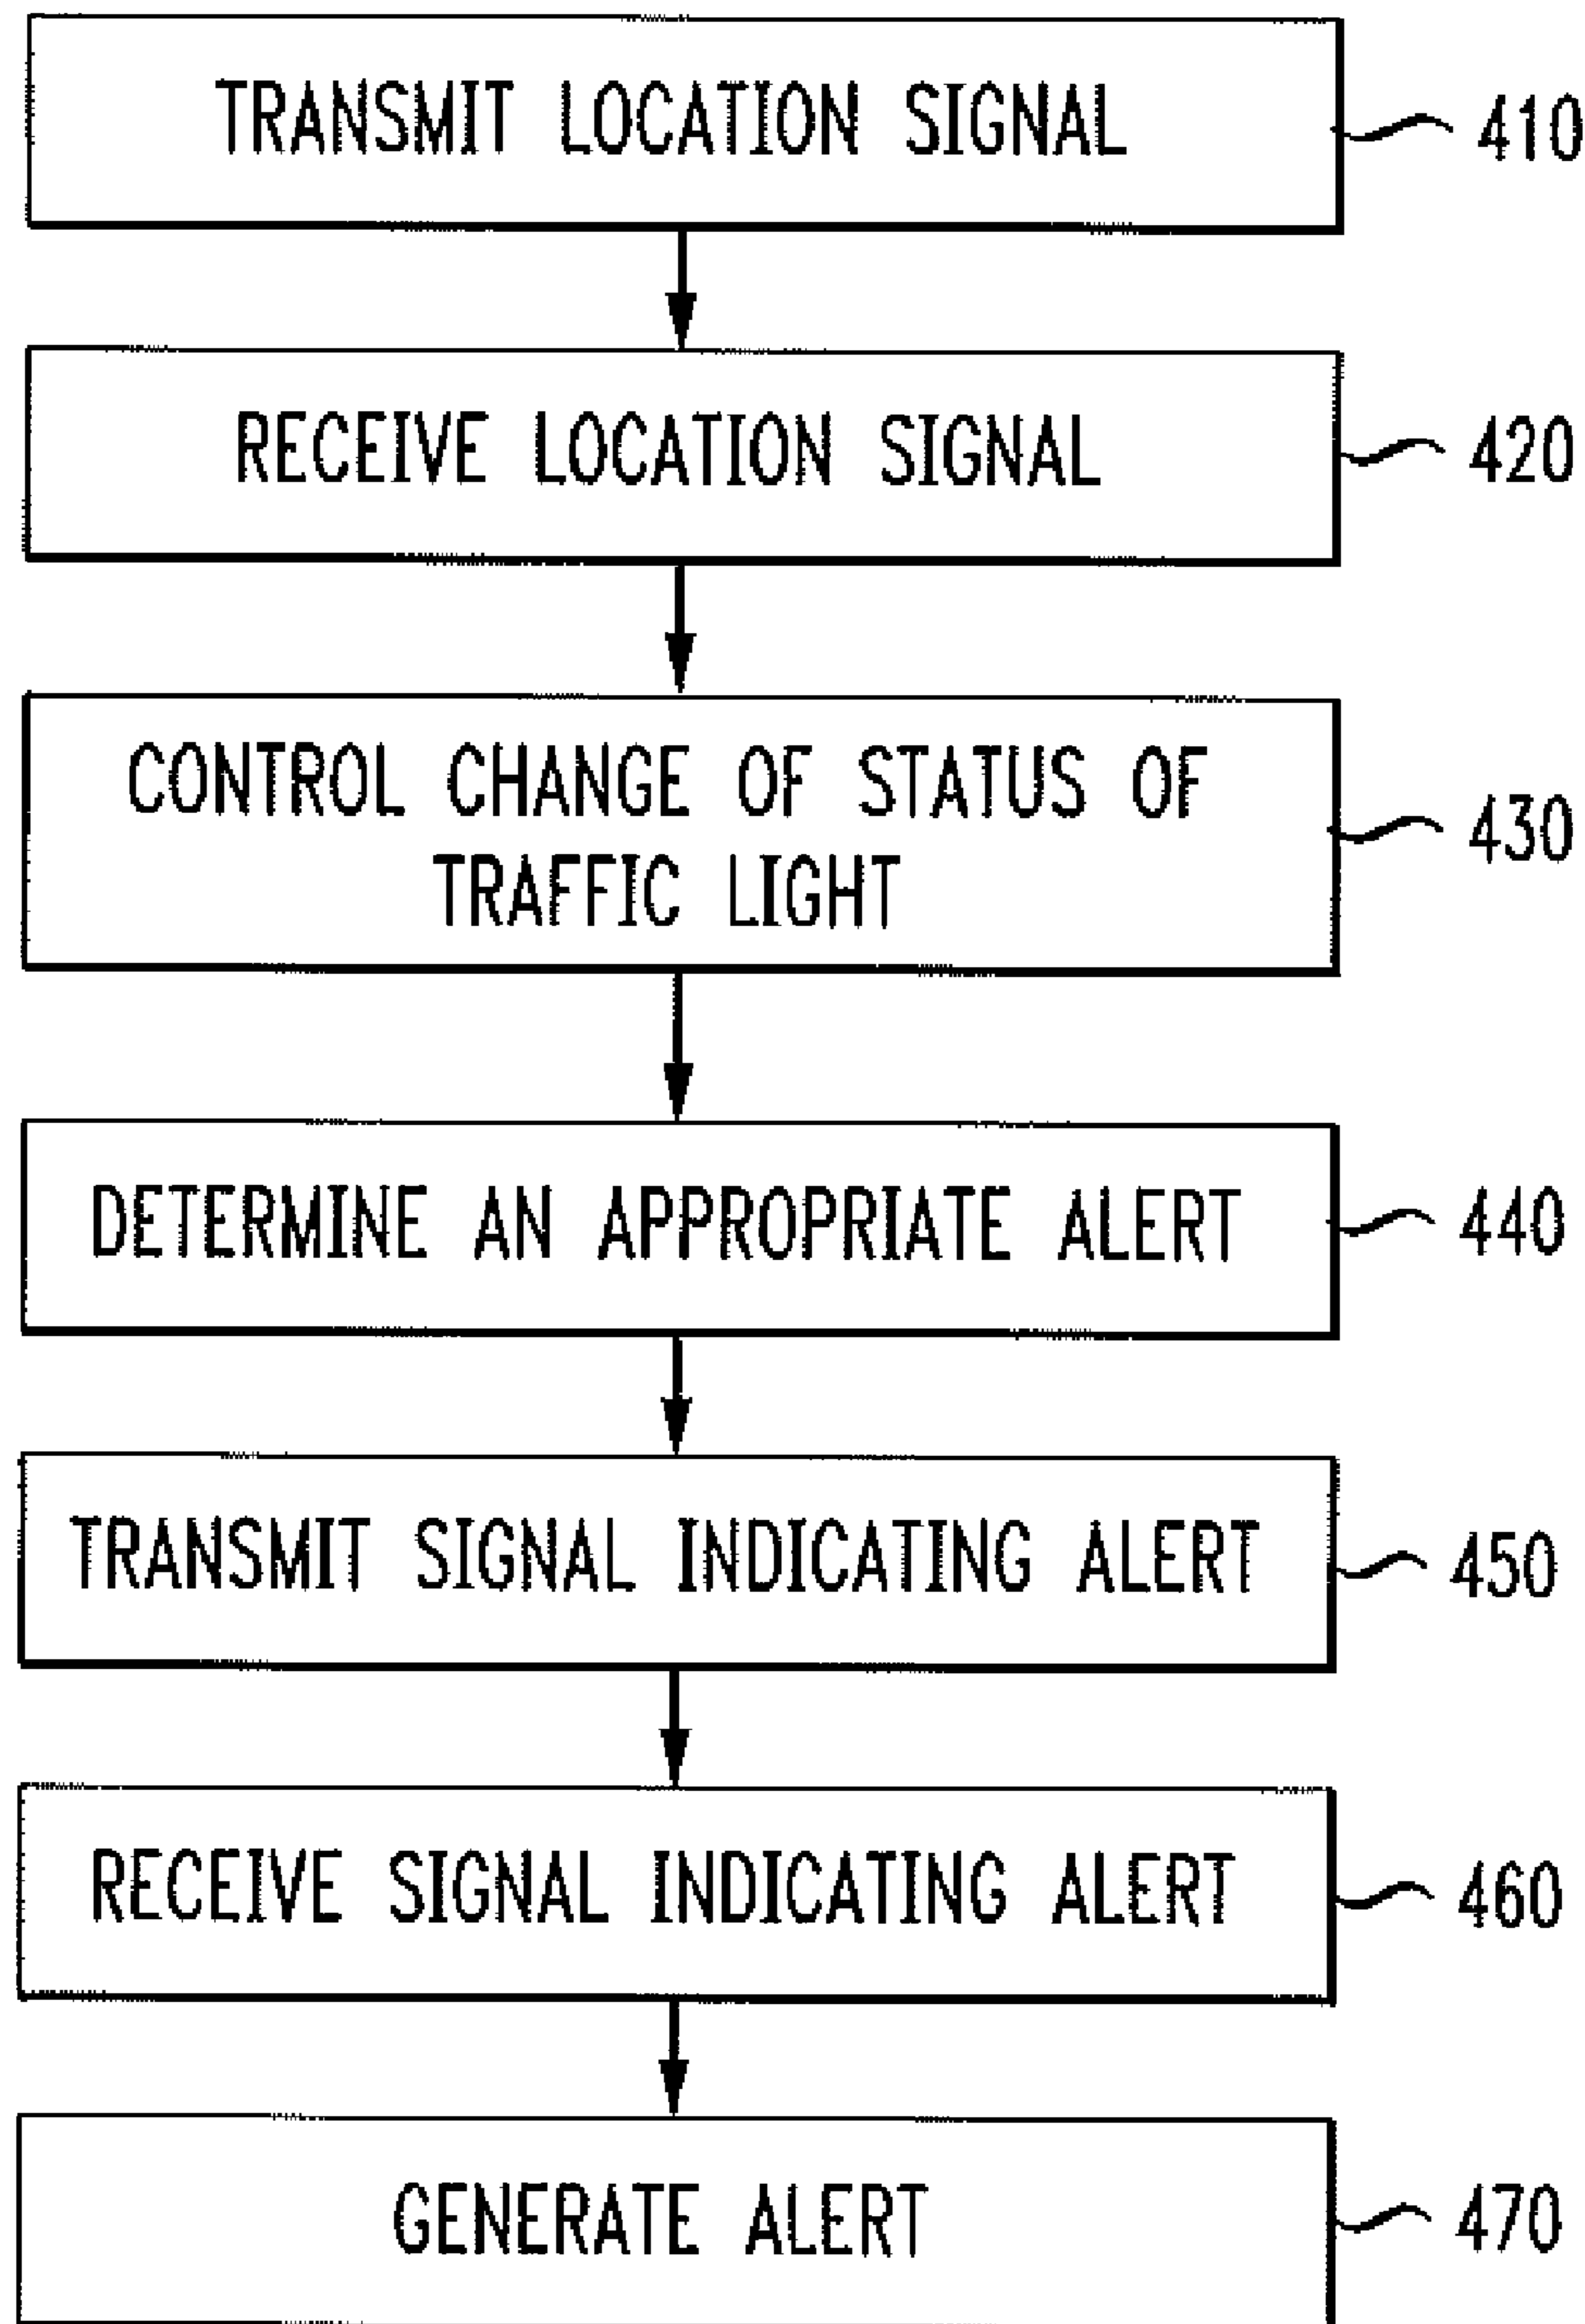 TRANSMIT LOCATION SIGNAL
410
RECEIVE LOCATION SIGNAL
420
CONTROL CHANGE OF STATUS OF
TRAFFIC LIGHT
430
DETERMINE AN APPROPRIATE ALERT
440
TRANSMIT SIGNAL INDICATING ALERT
450
RECEIVE SIGNAL INDICATING ALERT
460
GENERATE ALERT
470